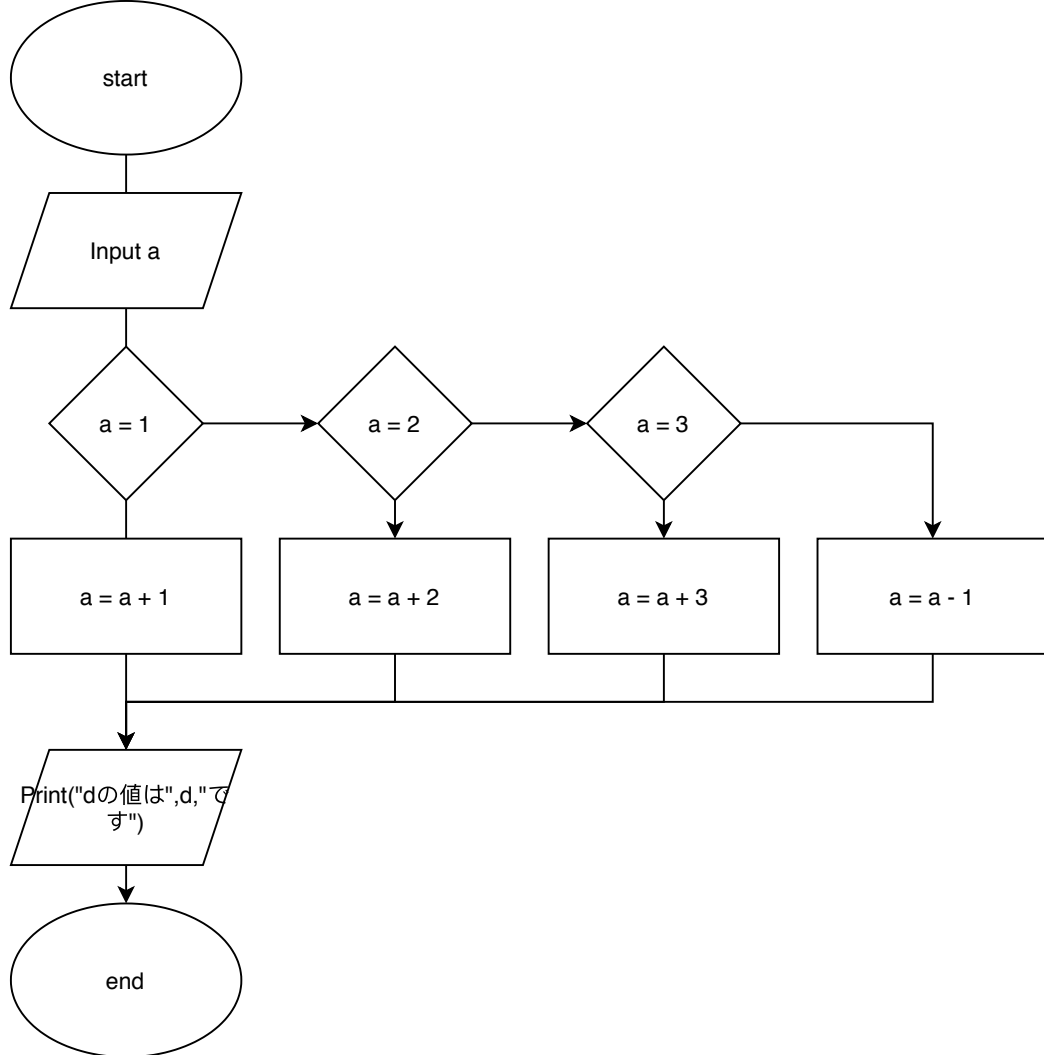 start
Input a
a = 1
a = 2
a = 3
a = a + 1
a = a + 2
a = a + 3
a = a - 1
Print("dの値は",d,"で
す")
end